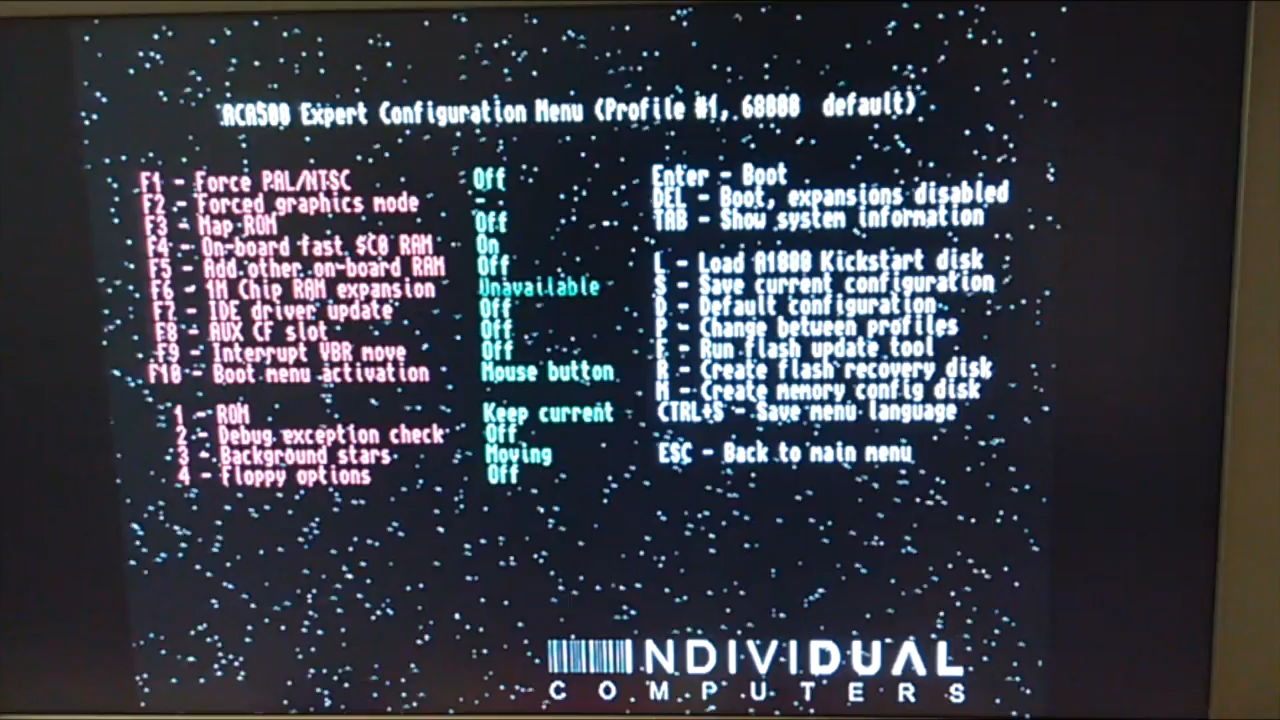 ACA500 Expert Configuration Menu (Profile #1, 68000 default)
F1 - Force PAL/NTSC Off
F2 - Forced graphics mode -
F3 - Map ROM Off
F4 - On-board fast $C0 RAM On
F5 - Add other on-board RAM Off
F6 - 1M Chip RAM expansion Unavailable
F7 - IDE driver update Off
F8 - AUX CF slot Off
F9 - Interrupt VBR move Off
F10 - Boot menu activation Mouse button
1 - ROM Keep current
2 - Debug exception check Off
3 - Background stars Moving
4 - Floppy options Off
Enter - Boot
DEL - Boot, expansions disabled
TAB - Show system information
L - Load A1000 Kickstart disk
S - Save current configuration
D - Default configuration
P - Change between profiles
F - Run flash update tool
R - Create flash recovery disk
M - Create memory config disk
CTRL+S - Save menu language
ESC - Back to main menu
INDIVIDUAL
COMPUTERS